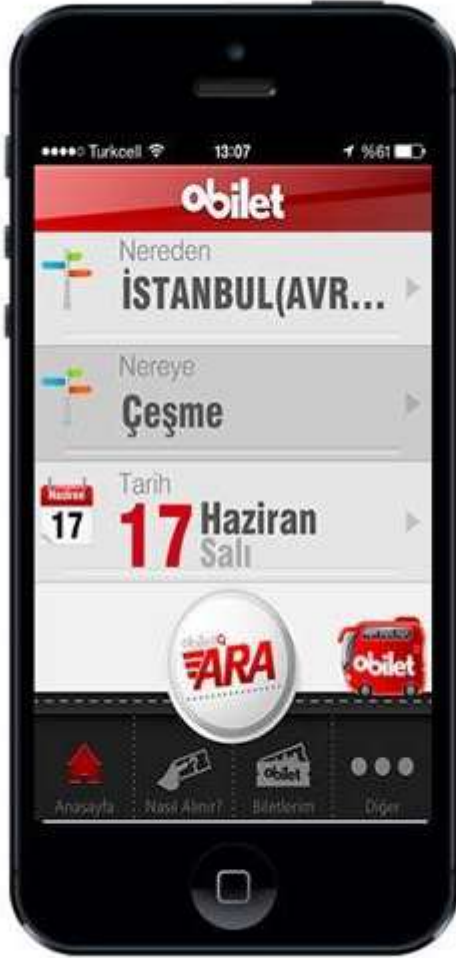 Turkcell 13:07 %61
obilet
Nereden
İSTANBUL(AVR...
Nereye
Çeşme
Tarih
Haziran
17
17 Haziran
Salı
ARA
obilet
obilet
Anasayfa Nasıl Alınır? Biletlerim Diğer